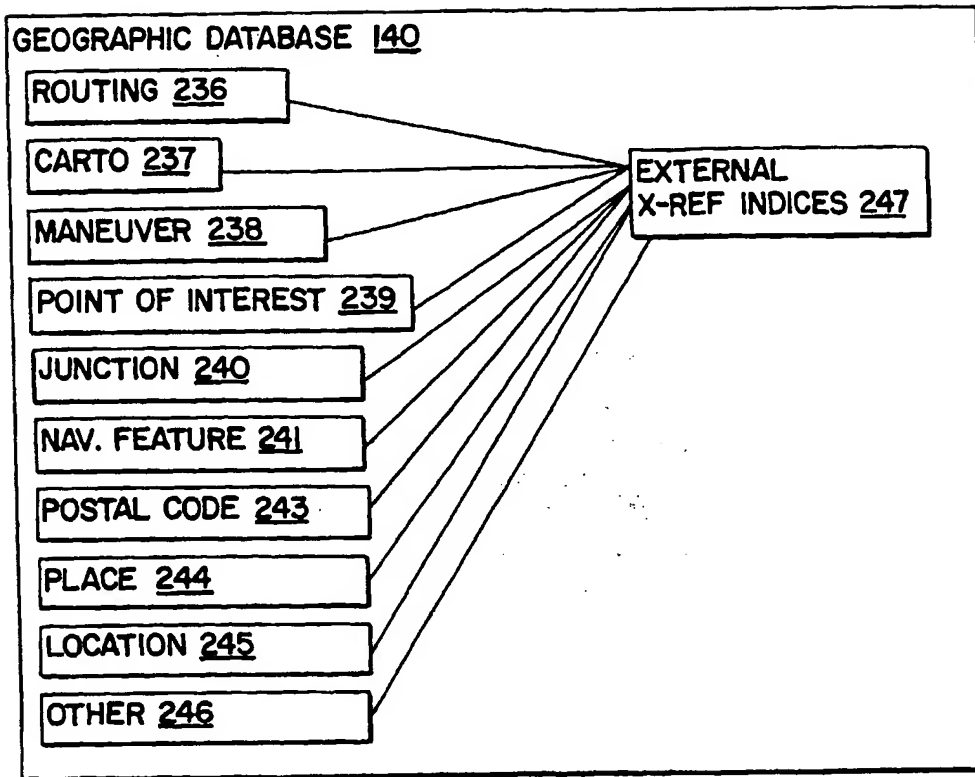 GEOGRAPHIC DATABASE 140
ROUTING 236
CARTO 237
MANEUVER 238
POINT OF INTEREST 239
JUNCTION 240
NAV. FEATURE 241
POSTAL CODE 243
PLACE 244
LOCATION 245
OTHER 246
EXTERNAL
X-REF INDICES 247